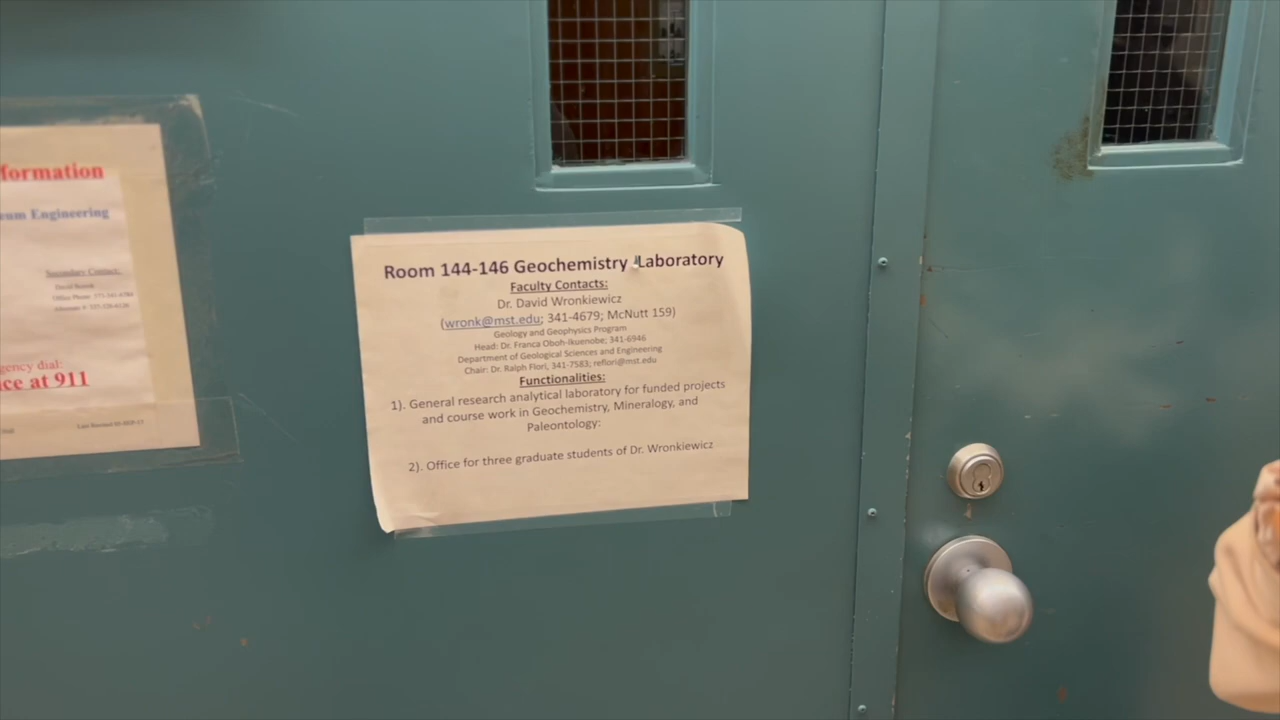 formation
eum Engineering
Secondary Contact:
gency dial:
ce at 911
Room 144-146 Geochemistry Laboratory
Faculty Contacts:
Dr. David Wronkiewicz
(wronk@mst.edu; 341-4679; McNutt 159)
Geology and Geophysics Program
Head: Dr. Franca Oboh-Ikuenobe; 341-6946
Department of Geological Sciences and Engineering
Chair: Dr. Ralph Flori, 341-7583; reflori@mst.edu
Functionalities:
1). General research analytical laboratory for funded projects
and course work in Geochemistry, Mineralogy, and
Paleontology:
2). Office for three graduate students of Dr. Wronkiewicz